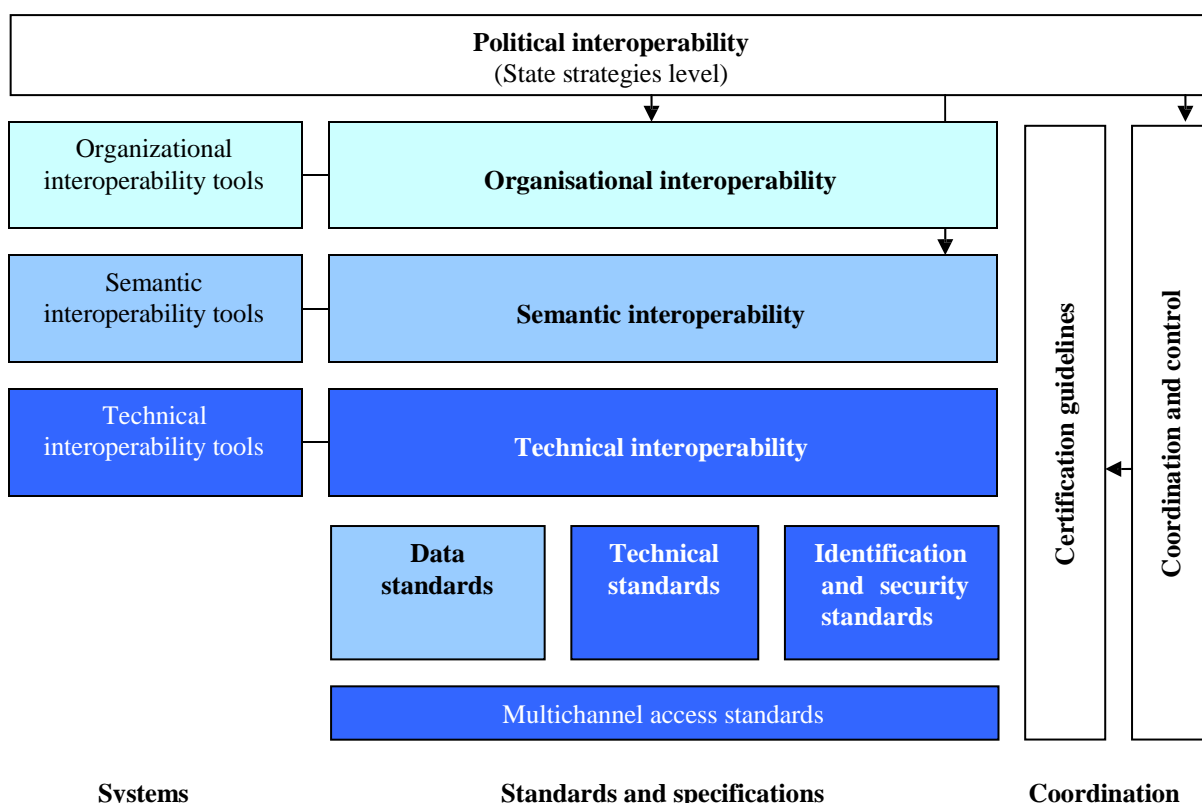 Political interoperability
(State strategies level)
Organizational
interoperability tools
Organisational interoperability
Semantic
interoperability tools
Semantic interoperability
Technical
interoperability tools
Technical interoperability
Data
standards
Technical
standards
Identification
and security
standards
Multichannel access standards
Certification guidelines
Coordination and control
Systems
Standards and specifications
Coordination